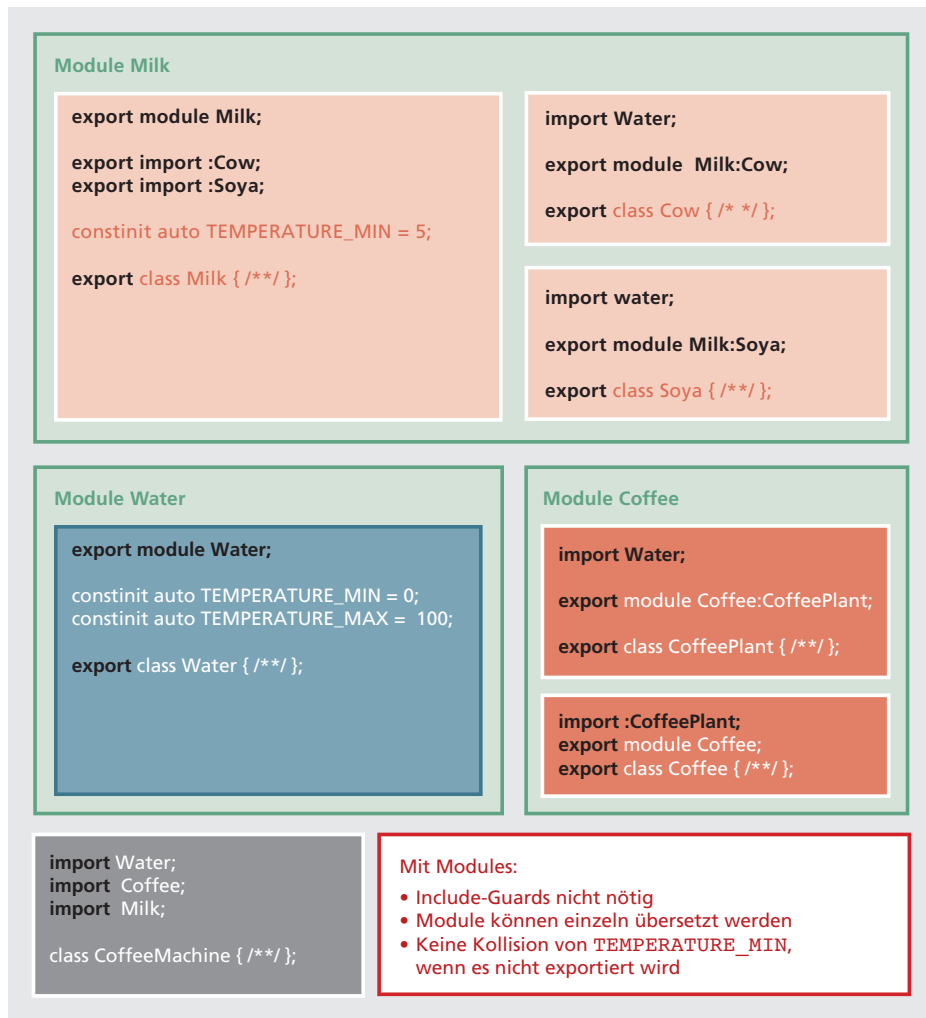 Module Milk
export module Milk;
export import :Cow;
export import :Soya;
constinit auto TEMPERATURE_MIN = 5;
export class Milk { /**/ };
import Water;
export module  Milk:Cow;
export class Cow { /* */ };
import water;
export module Milk:Soya;
export class Soya { /**/ };
Module Water
export module Water;
constinit auto TEMPERATURE_MIN = 0;
constinit auto TEMPERATURE_MAX =  100;
export class Water { /**/ };
Module Coffee
import Water;
export module Coffee:CoffeePlant;
export class CoffeePlant { /**/ };
import :CoffeePlant;
export module Coffee;
export class Coffee { /**/ };
import Water;
import  Coffee;
import  Milk;
class CoffeeMachine { /**/ };
Mit Modules:
• Include-Guards nicht nötig
• Module können einzeln übersetzt werden
• Keine Kollision von TEMPERATURE_MIN,
wenn es nicht exportiert wird